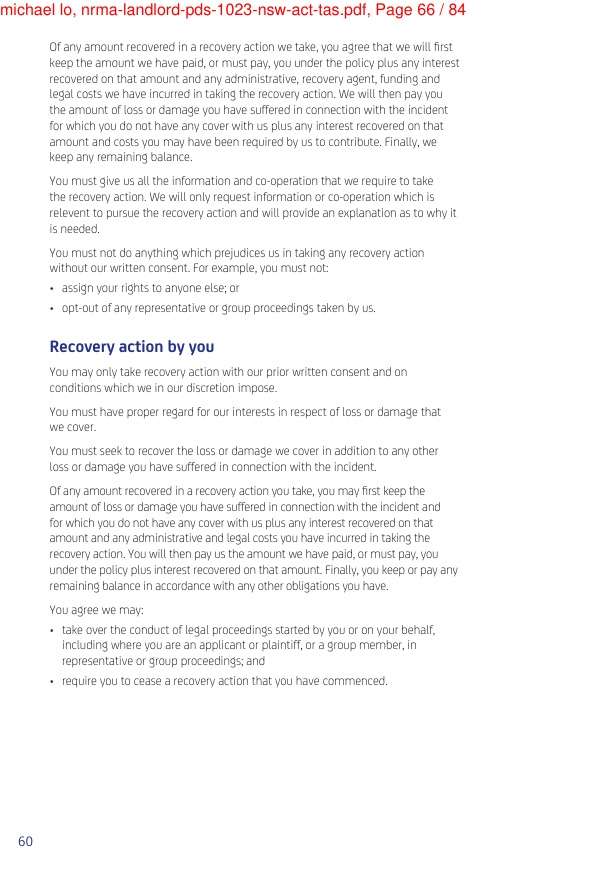 michael lo, nrma-landlord-pds-1023-nsw-act-tas.pdf, Page 66 / 84
Of any amount recovered in a recovery action we take, you agree that we will first
keep the amount we have paid, or must pay, you under the policy plus any interest
recovered on that amount and any administrative, recovery agent, funding and
legal costs we have incurred in taking the recovery action. We will then pay you
the amount of loss or damage you have suffered in connection with the incident
for which you do not have any cover with us plus any interest recovered on that
amount and costs you may have been required by us to contribute. Finally, we
keep any remaining balance.
You must give us all the information and co-operation that we require to take
the recovery action. We will only request information or co-operation which is
relevent to pursue the recovery action and will provide an explanation as to why it
is needed.
You must not do anything which prejudices us in taking any recovery action
without our written consent. For example, you must not:
• assign your rights to anyone else; or
• opt-out of any representative or group proceedings taken by us.
Recovery action by you
You may only take recovery action with our prior written consent and on
conditions which we in our discretion impose.
You must have proper regard for our interests in respect of loss or damage that
we cover.
You must seek to recover the loss or damage we cover in addition to any other
loss or damage you have suffered in connection with the incident.
Of any amount recovered in a recovery action you take, you may first keep the
amount of loss or damage you have suffered in connection with the incident and
for which you do not have any cover with us plus any interest recovered on that
amount and any administrative and legal costs you have incurred in taking the
recovery action. You will then pay us the amount we have paid, or must pay, you
under the policy plus interest recovered on that amount. Finally, you keep or pay any
remaining balance in accordance with any other obligations you have.
You agree we may:
• take over the conduct of legal proceedings started by you or on your behalf,
including where you are an applicant or plaintiff, or a group member, in
representative or group proceedings; and
• require you to cease a recovery action that you have commenced.
60